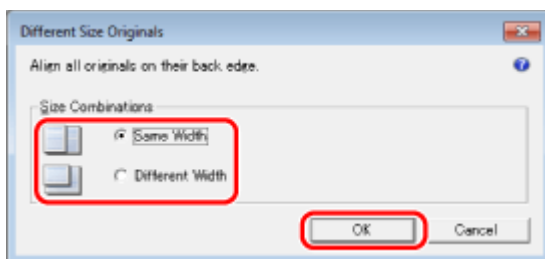 Different Size Originals
Align all originals on their back edge.
Size Combinations
Same Width
Different Width
OK
Cancel